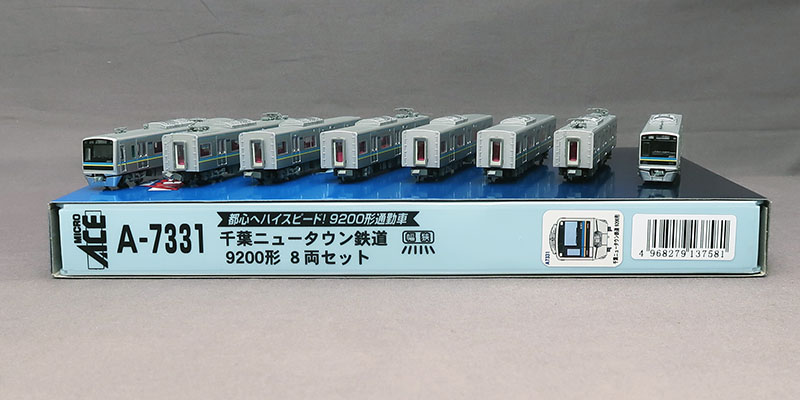 MICRO ACE
A-7331
都心へハイスピード!9200形通勤車
千葉ニュータウン鉄道
9200形 8両セット
A7331
4 968279 137581